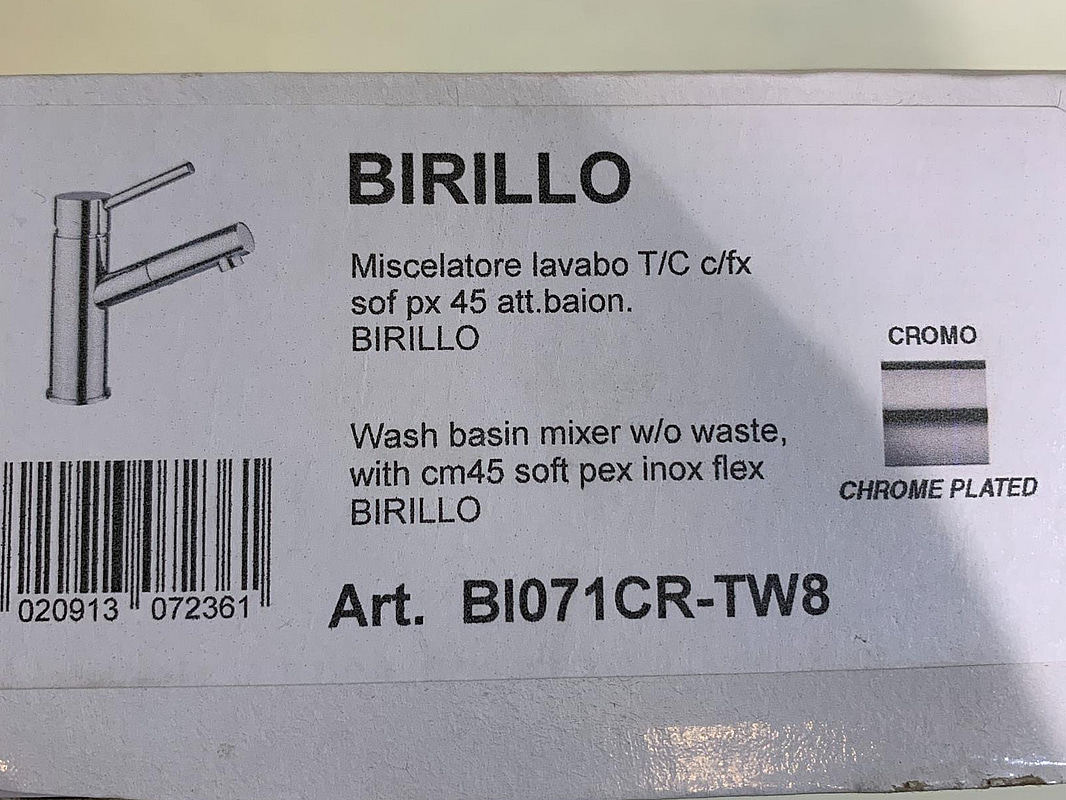 BIRILLO
Miscelatore lavabo T/C c/fx
sof px 45 att.baion.
BIRILLO
CROMO
Wash basin mixer w/o waste,
with cm45 soft pex inox flex
BIRILLO
CHROME PLATED
020913 072361
Art. BI071CR-TW8